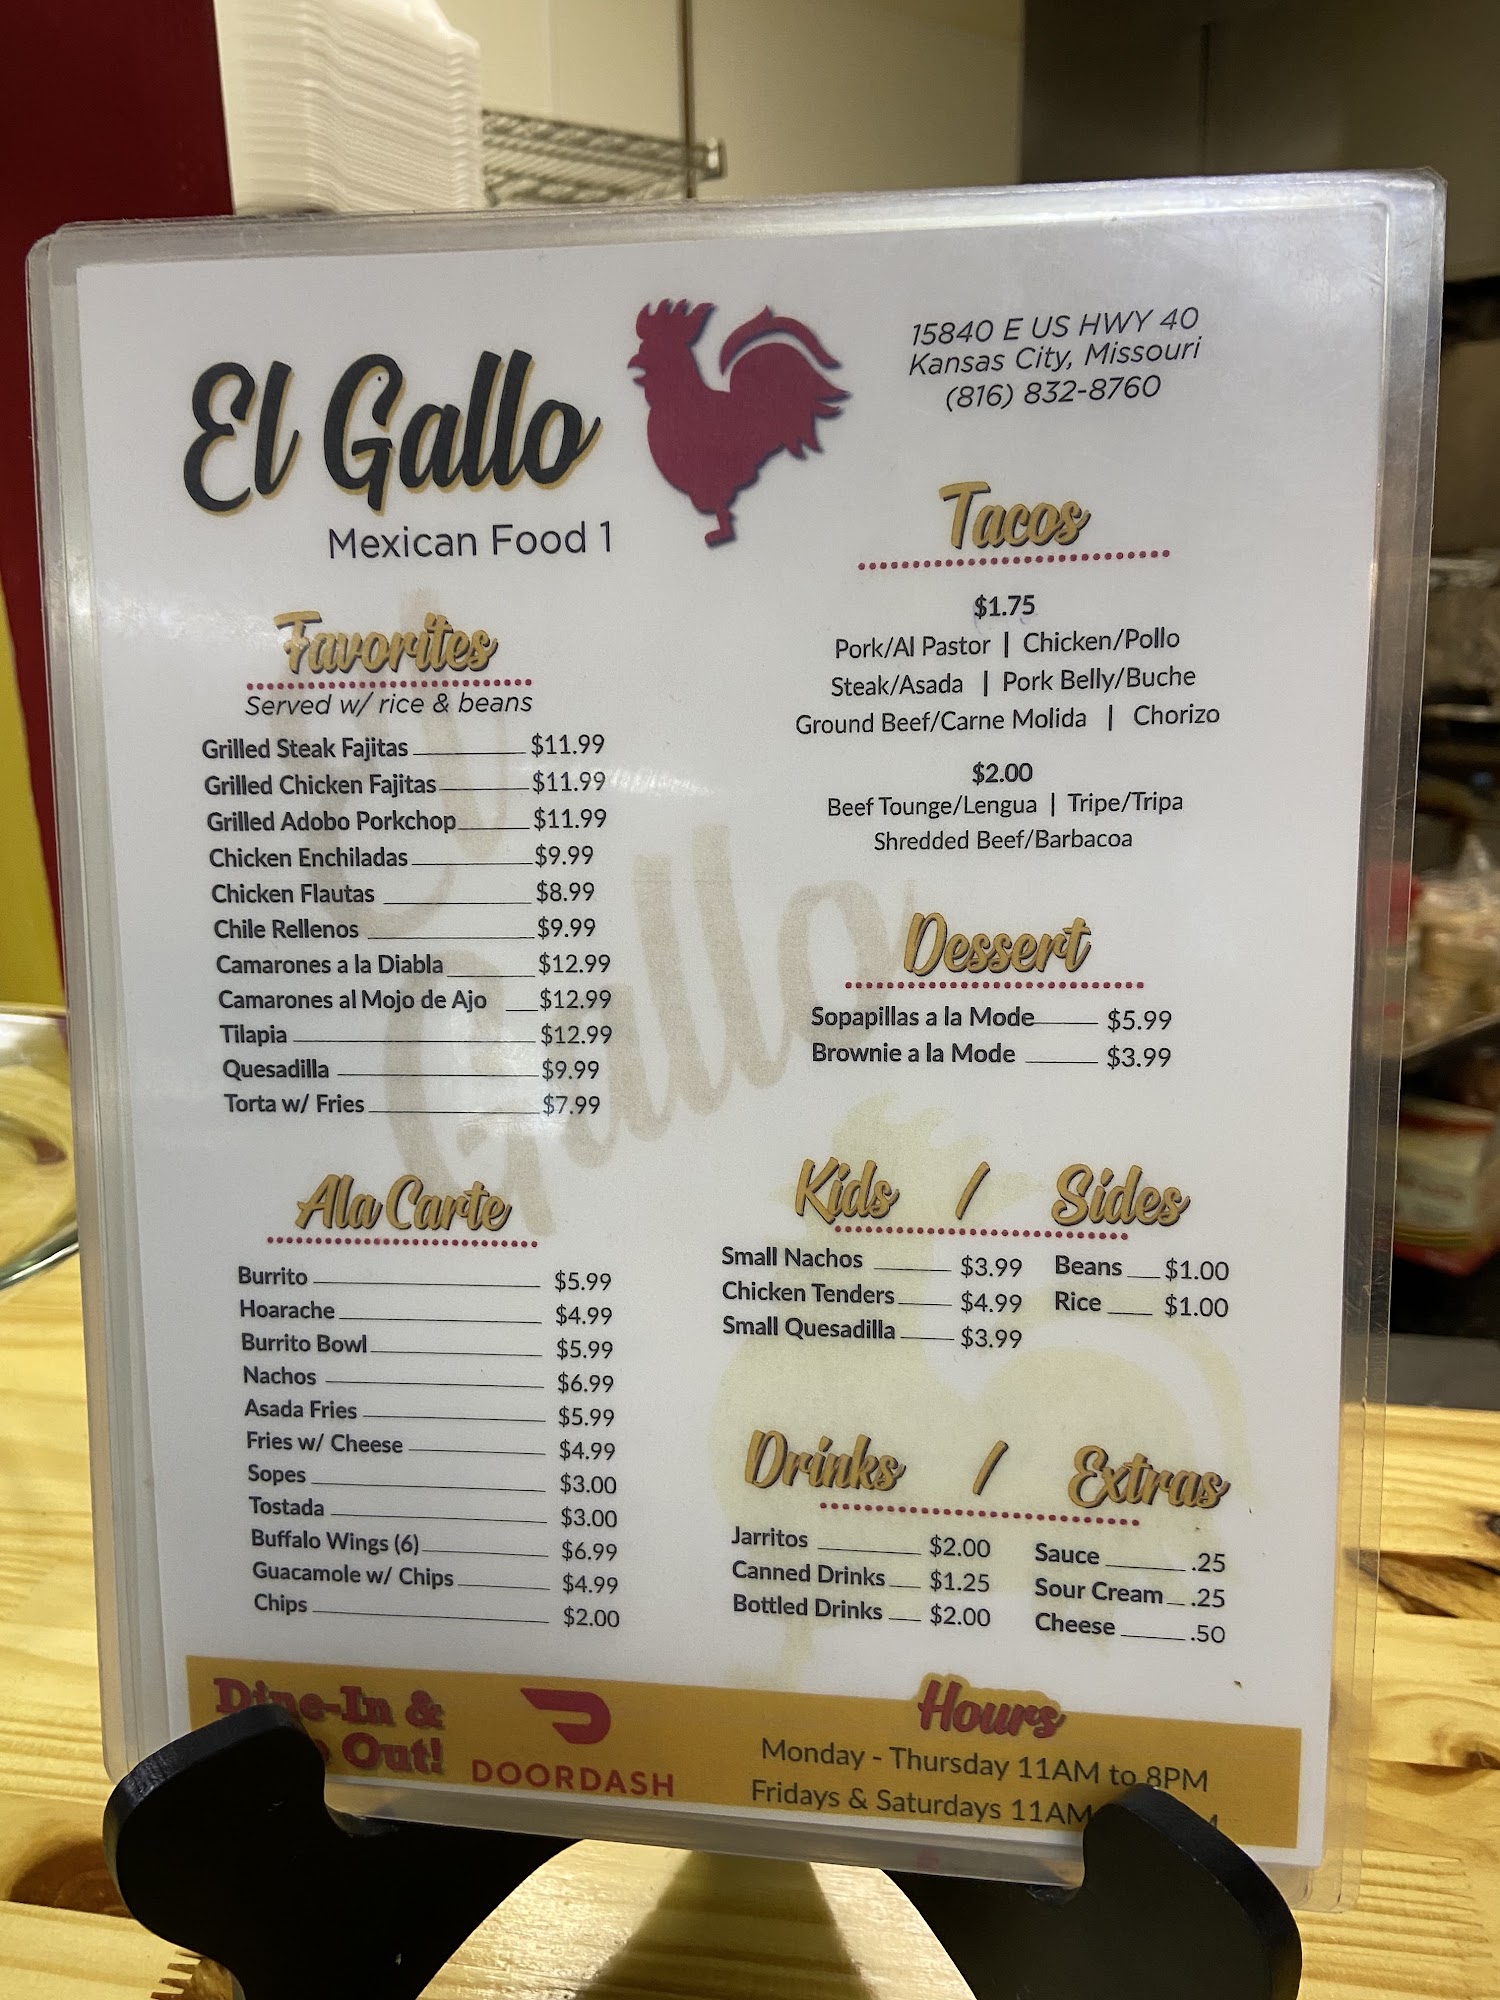 El Gallo
Mexican Food 1
15840 E US HWY 40
Kansas City, Missouri
(816) 832-8760
Favorites
Served w/ rice & beans
Grilled Steak Fajitas $11.99
Grilled Chicken Fajitas $11.99
Grilled Adobo Porkchop $11.99
Chicken Enchiladas $9.99
Chicken Flautas $8.99
Chile Rellenos $9.99
Camarones a la Diabla $12.99
Camarones al Mojo de Ajo $12.99
Tilapia $12.99
Quesadilla $9.99
Torta w/ Fries $7.99
Ala Carte
Burrito $5.99
Hoarache $4.99
Burrito Bowl $5.99
Nachos $6.99
Asada Fries $5.99
Fries w/ Cheese $4.99
Sopes $3.00
Tostada $3.00
Buffalo Wings (6) $6.99
Guacamole w/ Chips $4.99
Chips $2.00
Tacos
$1.75
Pork/Al Pastor | Chicken/Pollo
Steak/Asada | Pork Belly/Buche
Ground Beef/Carne Molida | Chorizo
$2.00
Beef Tounge/Lengua | Tripe/Tripa
Shredded Beef/Barbacoa
Dessert
Sopapillas a la Mode $5.99
Brownie a la Mode $3.99
Kids / Sides
Small Nachos $3.99 Beans $1.00
Chicken Tenders $4.99 Rice $1.00
Small Quesadilla $3.99
Drinks / Extras
Jarritos $2.00 Sauce .25
Canned Drinks $1.25 Sour Cream .25
Bottled Drinks $2.00 Cheese .50
Dine-In &
Out!
DOORDASH
Hours
Monday - Thursday 11AM to 8PM
Fridays & Saturdays 11AM
El
Gallo